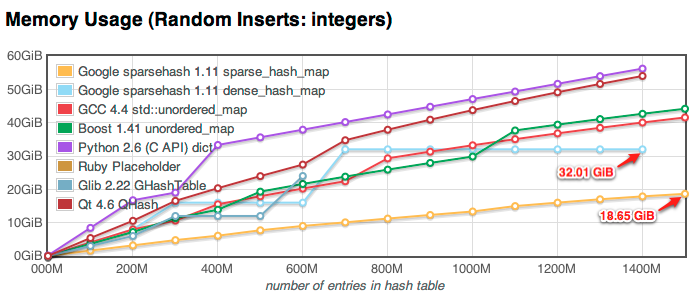 Memory Usage (Random Inserts: integers)
60GiB
50GiB
40GiB
30GiB
20GiB
10GiB
0GiB
Google sparsehash 1.11 sparse_hash_map
Google sparsehash 1.11 dense_hash_map
GCC 4.4 std::unordered_map
Boost 1.41 unordered_map
Python 2.6 (C API) dict
Ruby Placeholder
Glib 2.22 GHashTable
Qt 4.6 QHash
32.01 GiB
18.65 GiB
000M 200M 400M 600M 800M 1000M 1200M 1400M
number of entries in hash table